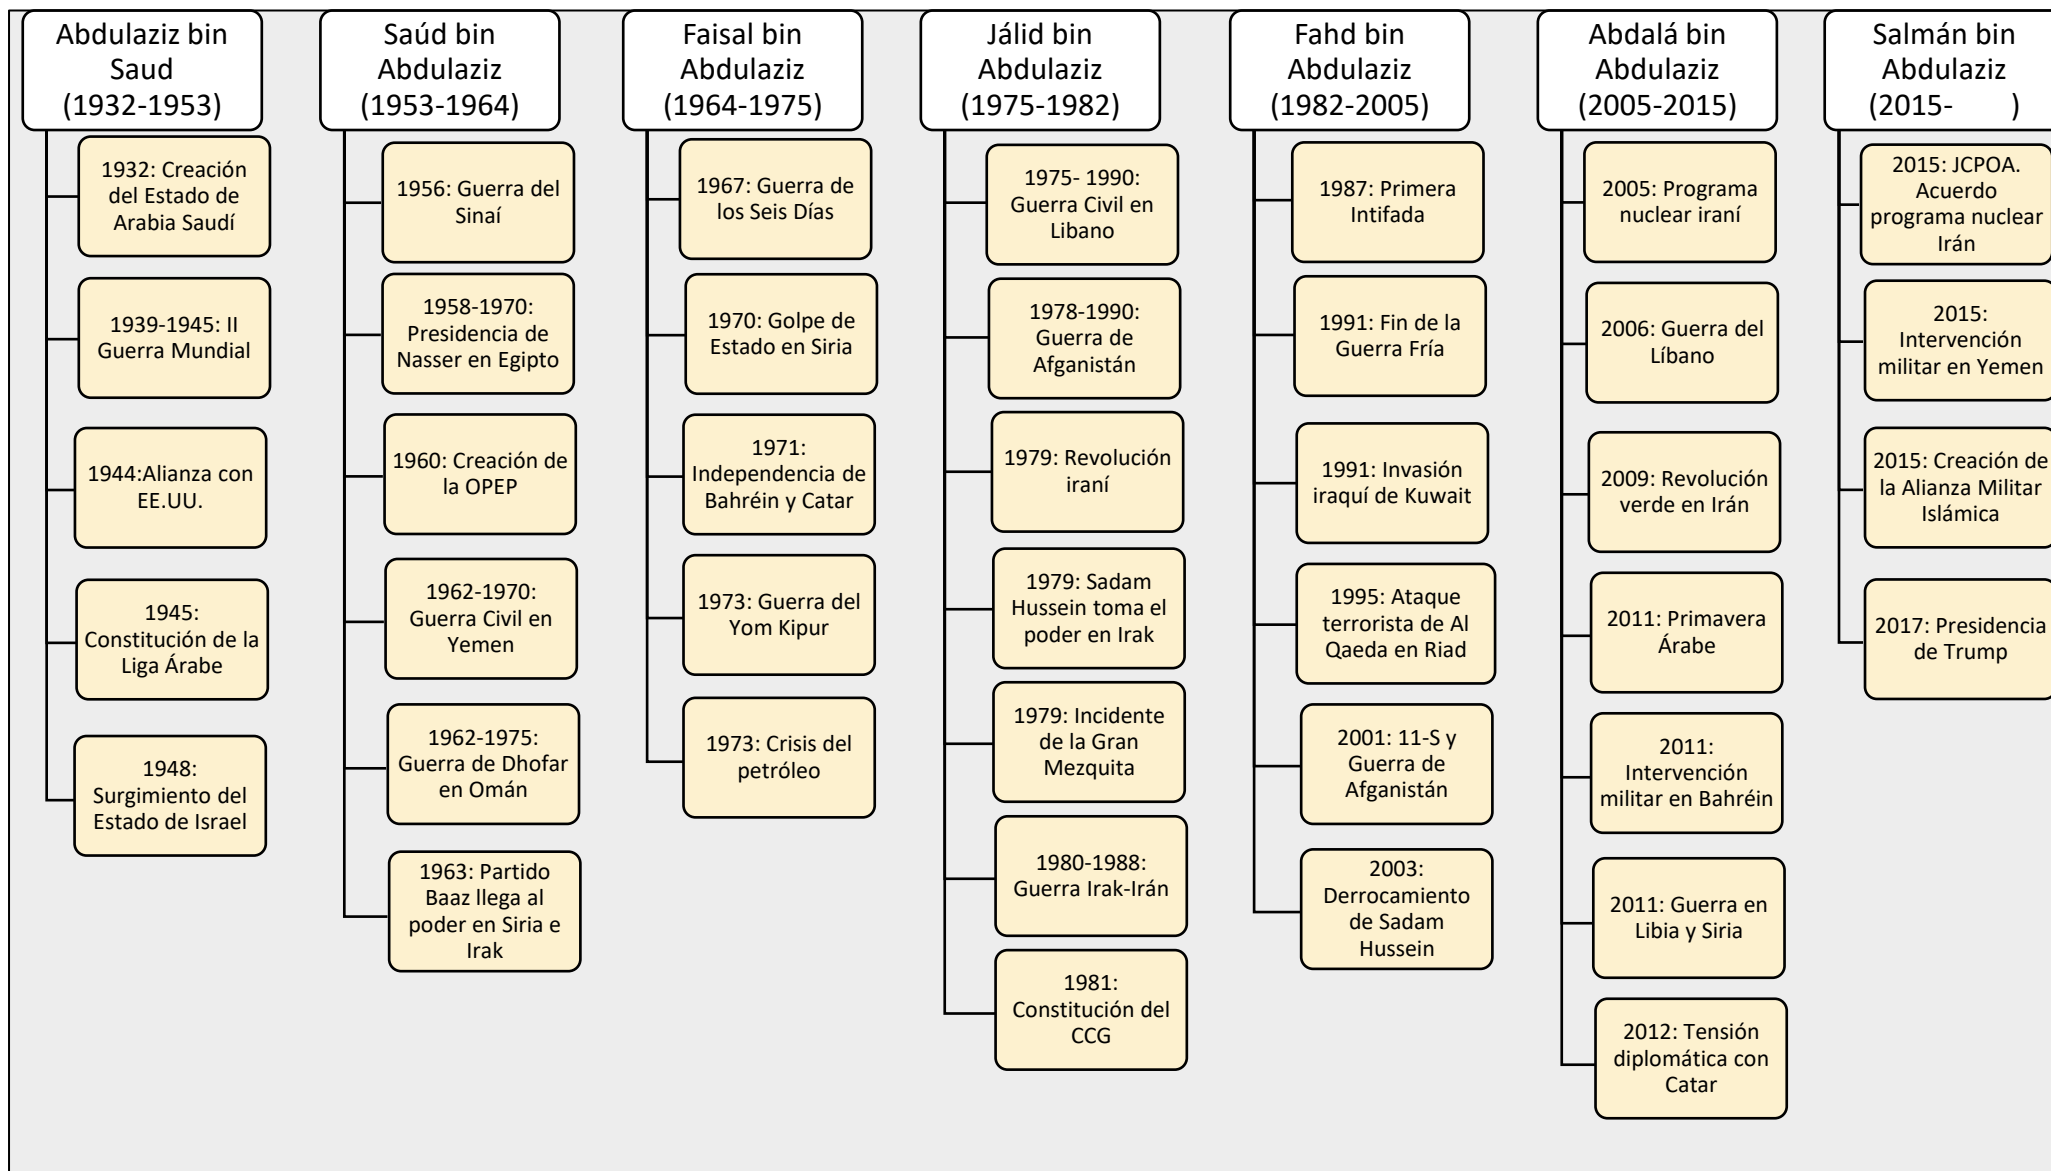 Abdulaziz bin
Saud
(1932-1953)
1932: Creación
del Estado de
Arabia Saudí
1939-1945: II
Guerra Mundial
1944:Alianza con
EE.UU.
1945:
Constitución de la
Liga Árabe
1948:
Surgimiento del
Estado de Israel
Saúd bin
Abdulaziz
(1953-1964)
1956: Guerra del
Sinaí
1958-1970:
Presidencia de
Nasser en Egipto
1960: Creación de
la OPEP
1962-1970:
Guerra Civil en
Yemen
1962-1975:
Guerra de Dhofar
en Omán
1963: Partido
Baaz llega al
poder en Siria e
Irak
Faisal bin
Abdulaziz
(1964-1975)
1967: Guerra de
los Seis Días
1970: Golpe de
Estado en Siria
1971:
Independencia de
Bahréin y Catar
1973: Guerra del
Yom Kipur
1973: Crisis del
petróleo
Jálid bin
Abdulaziz
(1975-1982)
1975- 1990:
Guerra Civil en
Libano
1978-1990:
Guerra de
Afganistán
1979: Revolución
iraní
1979: Sadam
Hussein toma el
poder en Irak
1979: Incidente
de la Gran
Mezquita
1980-1988:
Guerra Irak-Irán
1981:
Constitución del
CCG
Fahd bin
Abdulaziz
(1982-2005)
1987: Primera
Intifada
1991: Fin de la
Guerra Fría
1991: Invasión
iraquí de Kuwait
1995: Ataque
terrorista de Al
Qaeda en Riad
2001: 11-S y
Guerra de
Afganistán
2003:
Derrocamiento
de Sadam
Hussein
Abdalá bin
Abdulaziz
(2005-2015)
2005: Programa
nuclear iraní
2006: Guerra del
Líbano
2009: Revolución
verde en Irán
2011: Primavera
Árabe
2011:
Intervención
militar en Bahréin
2011: Guerra en
Libia y Siria
2012: Tensión
diplomática con
Catar
Salmán bin
Abdulaziz
(2015- )
2015: JCPOA.
Acuerdo
programa nuclear
Irán
2015:
Intervención
militar en Yemen
2015: Creación de
la Alianza Militar
Islámica
2017: Presidencia
de Trump